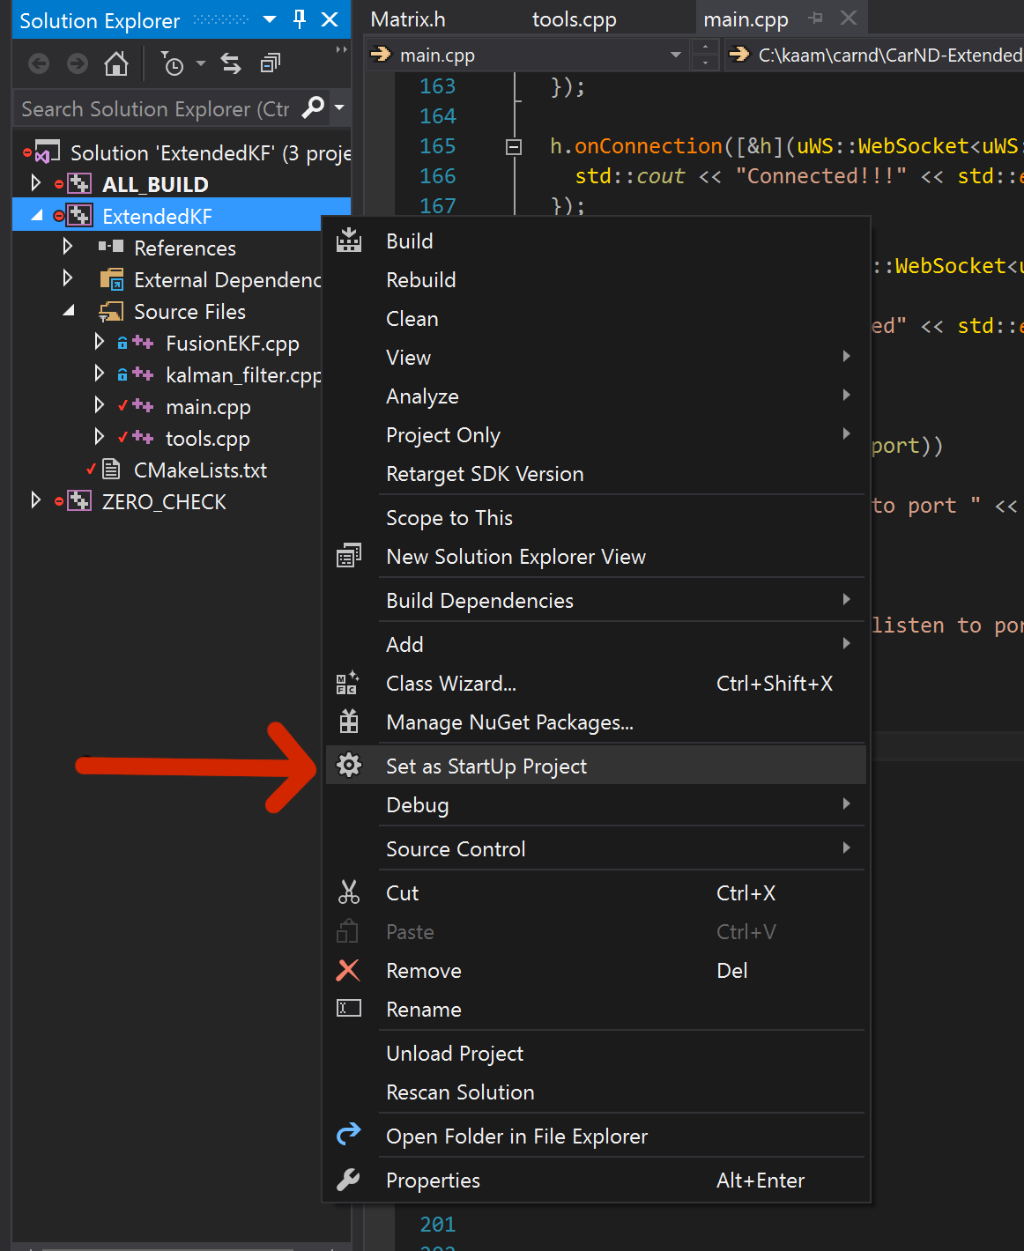 Solution Explorer
Search Solution Explorer (Ctr
Solution 'ExtendedKF' (3 proje
ALL_BUILD
ExtendedKF
References
External Dependenc
Source Files
FusionEKF.cpp
kalman_filter.cpp
main.cpp
tools.cpp
CMakeLists.txt
ZERO_CHECK
Matrix.h tools.cpp main.cpp
main.cpp C:\kaam\carnd\CarND-Extended
163 });
164
165 h.onConnection([&h](uWS::WebSocket<uWS:
166 std::cout << "Connected!!!" << std::e
167 });
::WebSocket<u
ed" << std::e
port))
to port " <<
listen to por
201
202
Build
Rebuild
Clean
View
Analyze
Project Only
Retarget SDK Version
Scope to This
New Solution Explorer View
Build Dependencies
Add
Class Wizard... Ctrl+Shift+X
Manage NuGet Packages...
Set as StartUp Project
Debug
Source Control
Cut Ctrl+X
Paste Ctrl+V
Remove Del
Rename
Unload Project
Rescan Solution
Open Folder in File Explorer
Properties Alt+Enter